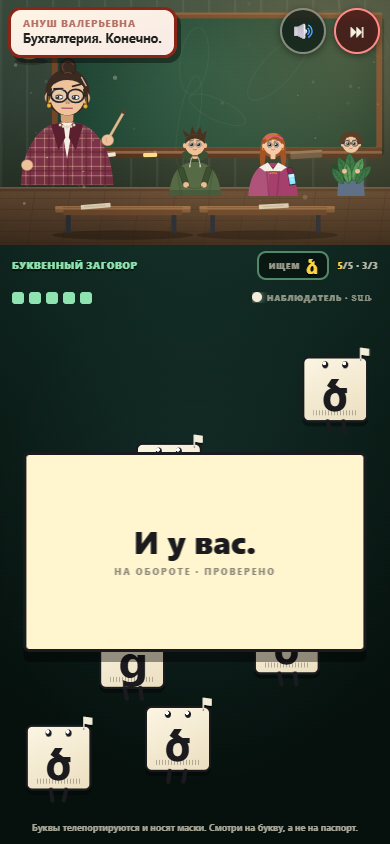 АНУШ ВАЛЕРЬЕВНА
Бухгалтерия. Конечно.
БУКВЕННЫЙ ЗАГОВОР
ИЩЕМ ձ 5/5 · 3/3
НАБЛЮДАТЕЛЬ ·
ձ
И у вас.
НА ОБОРОТЕ · ПРОВЕРЕНО
ձ
ձ
Буквы телепортируются и носят маски. Смотри на букву, а не на паспорт.